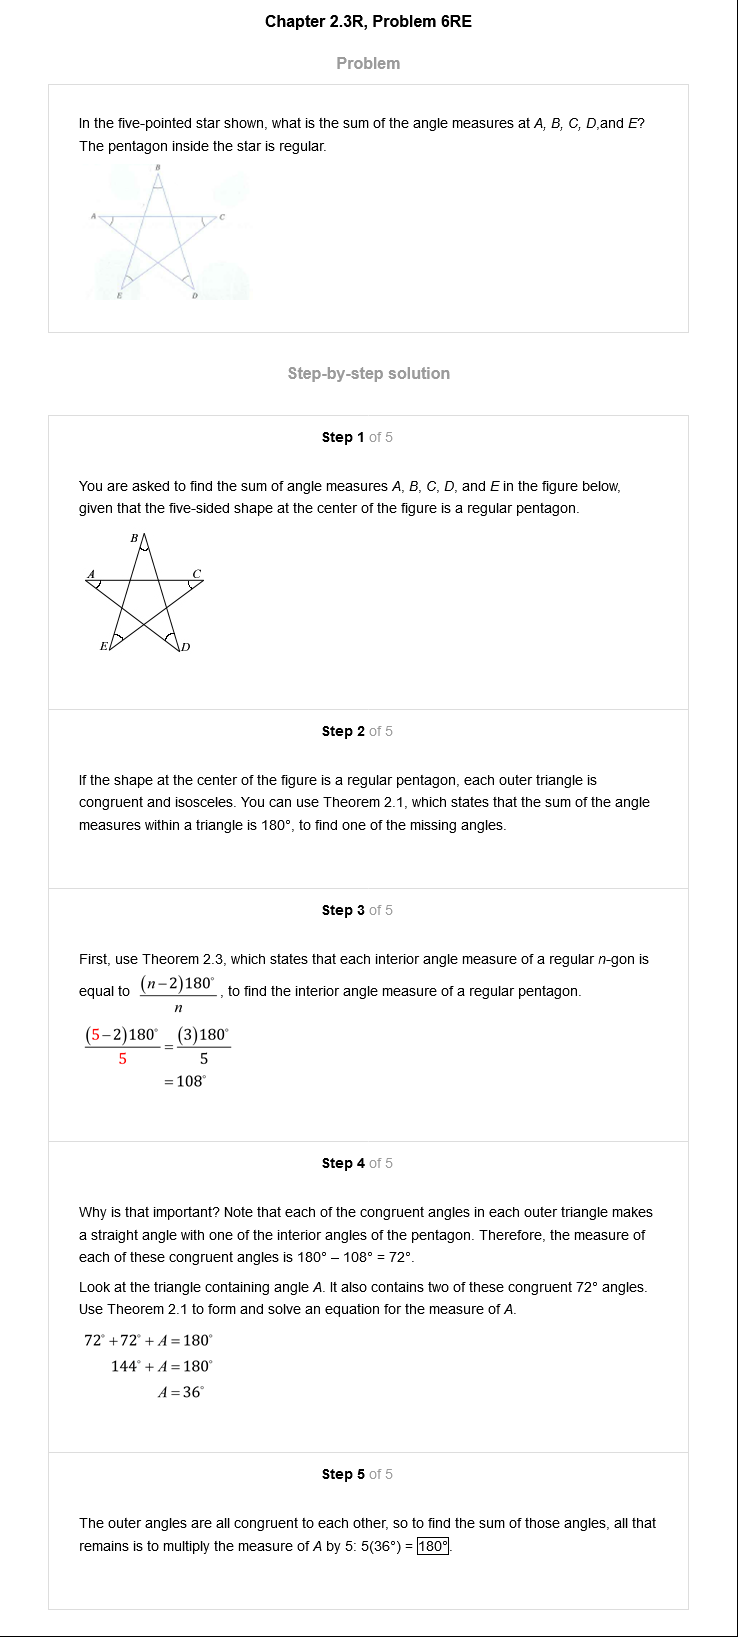 Chapter 2.3R, Problem 6RE
Problem
In the five-pointed star shown, what is the sum of the angle measures at A, B, C, D,and E?
The pentagon inside the star is regular.
B
A
C
E
D
Step-by-step solution
Step 1 of 5
You are asked to find the sum of angle measures A, B, C, D, and E in the figure below,
given that the five-sided shape at the center of the figure is a regular pentagon.
B
A
C
E
D
Step 2 of 5
If the shape at the center of the figure is a regular pentagon, each outer triangle is
congruent and isosceles. You can use Theorem 2.1, which states that the sum of the angle
measures within a triangle is 180°, to find one of the missing angles.
Step 3 of 5
First, use Theorem 2.3, which states that each interior angle measure of a regular n-gon is
equal to (n−2)180°/n, to find the interior angle measure of a regular pentagon.
(5−2)180°/5 = (3)180°/5
= 108°
Step 4 of 5
Why is that important? Note that each of the congruent angles in each outer triangle makes
a straight angle with one of the interior angles of the pentagon. Therefore, the measure of
each of these congruent angles is 180° – 108° = 72°.
Look at the triangle containing angle A. It also contains two of these congruent 72° angles.
Use Theorem 2.1 to form and solve an equation for the measure of A.
72° + 72° + A = 180°
144° + A = 180°
A = 36°
Step 5 of 5
The outer angles are all congruent to each other, so to find the sum of those angles, all that
remains is to multiply the measure of A by 5: 5(36°) = 180°.